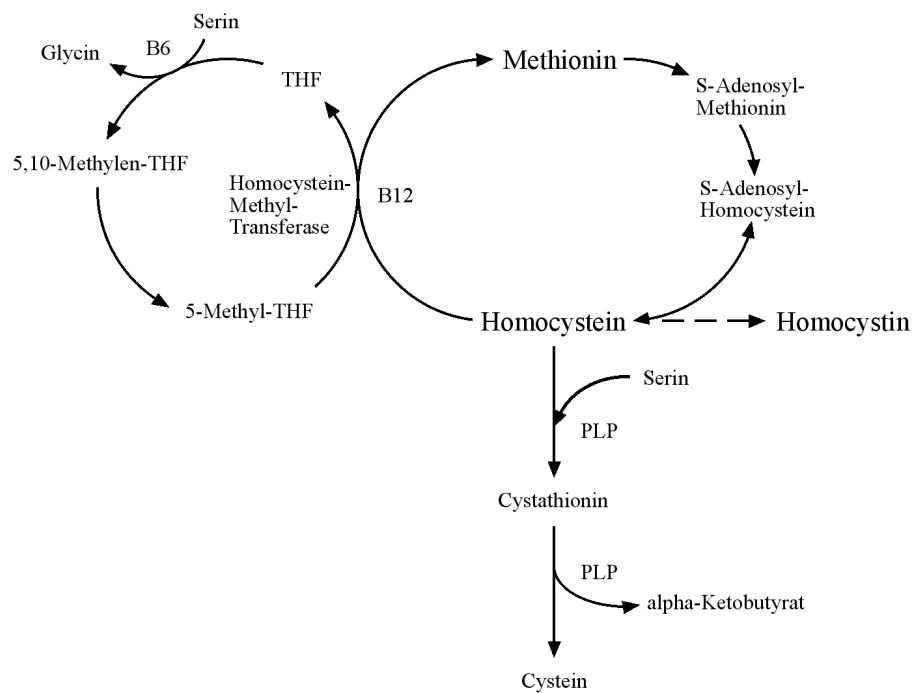 Serin
B6
Glycin
THF
Methionin
S-Adenosyl-
Methionin
5,10-Methylen-THF
Homocystein-
Methyl-
Transferase
B12
S-Adenosyl-
Homocystein
5-Methyl-THF
Homocystein
Homocystin
Serin
PLP
Cystathionin
PLP
alpha-Ketobutyrat
Cystein